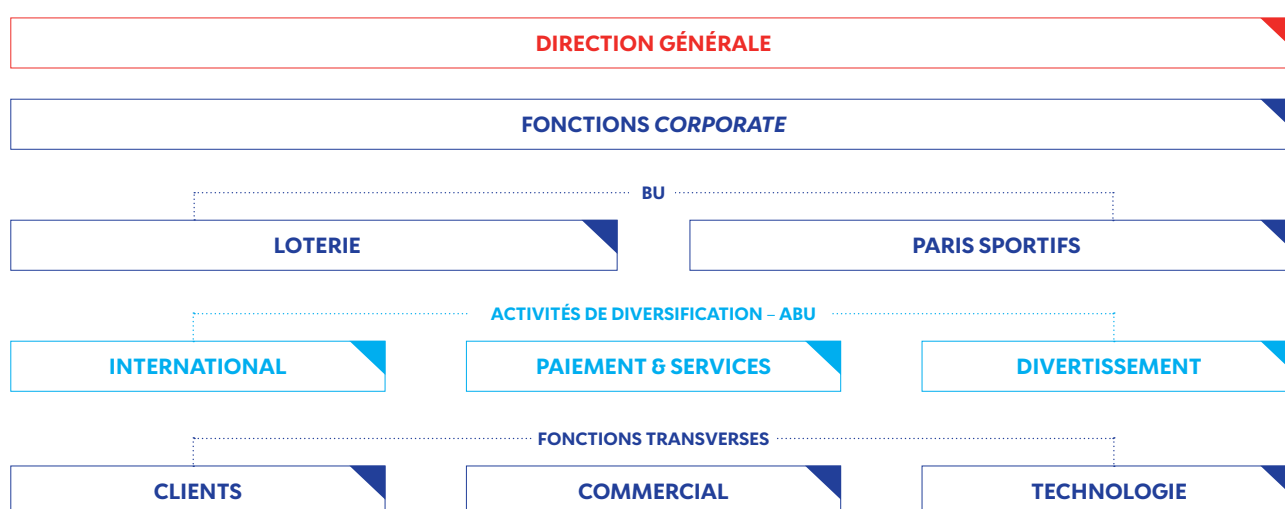 DIRECTION GÉNÉRALE
FONCTIONS CORPORATE
BU
LOTERIE
PARIS SPORTIFS
ACTIVITÉS DE DIVERSIFICATION – ABU
INTERNATIONAL
PAIEMENT & SERVICES
DIVERTISSEMENT
FONCTIONS TRANSVERSES
CLIENTS
COMMERCIAL
TECHNOLOGIE